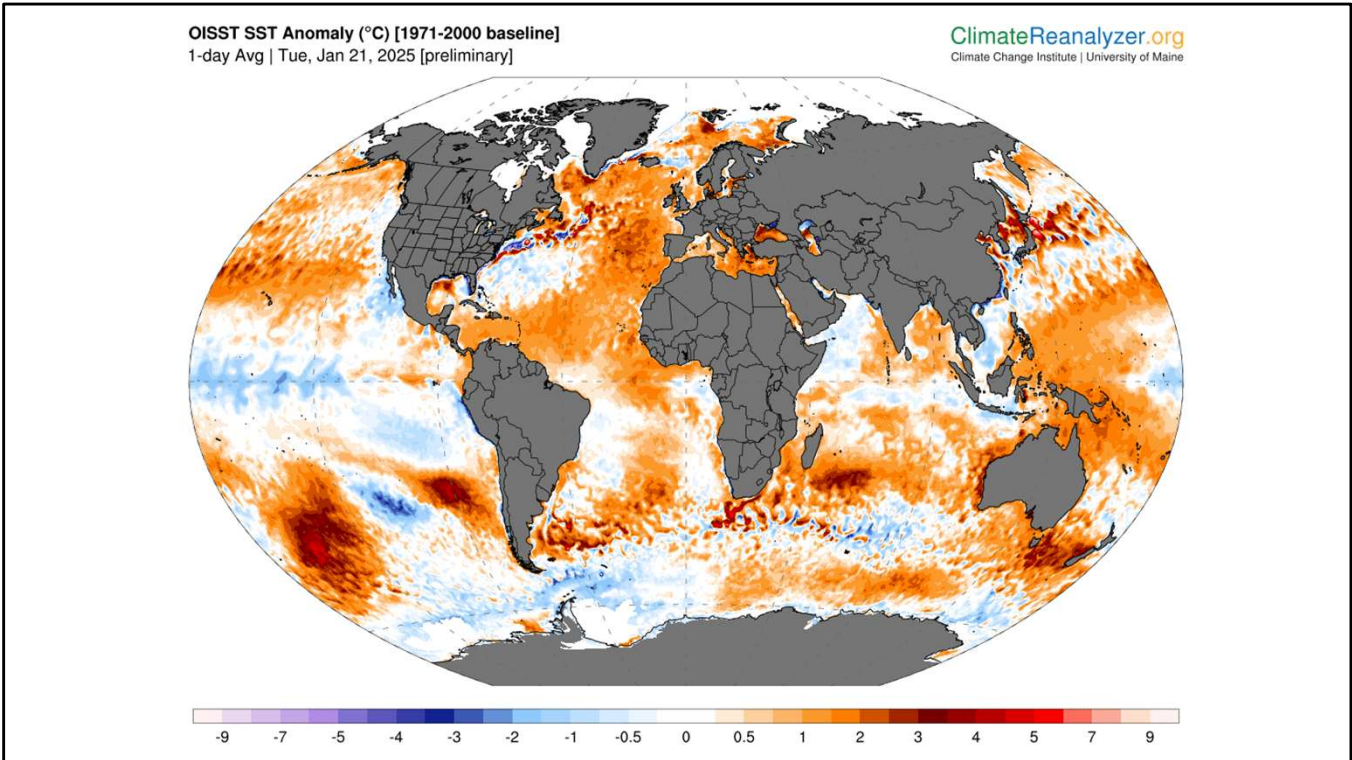 OISST SST Anomaly (°C) [1971-2000 baseline]
1-day Avg | Tue, Jan 21, 2025 [preliminary]
ClimateReanalyzer.org
Climate Change Institute | University of Maine
-9 -7 -5 -4 -3 -2 -1 -0.5 0 0.5 1 2 3 4 5 7 9